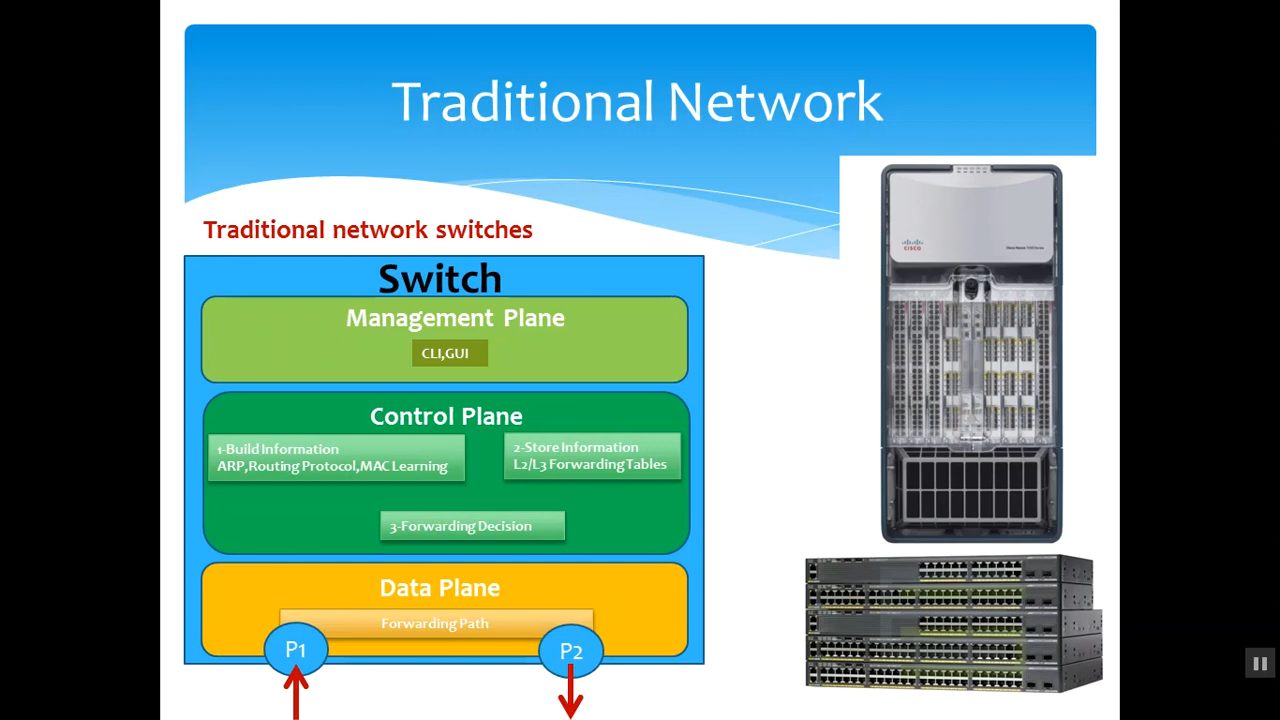 Traditional Network
Traditional network switches
Switch
Management Plane
CLI,GUI
Control Plane
1-Build Information
ARP,Routing Protocol,MAC Learning
2-Store Information
L2/L3 Forwarding Tables
3-Forwarding Decision
Data Plane
Forwarding Path
P1
P2
CISCO